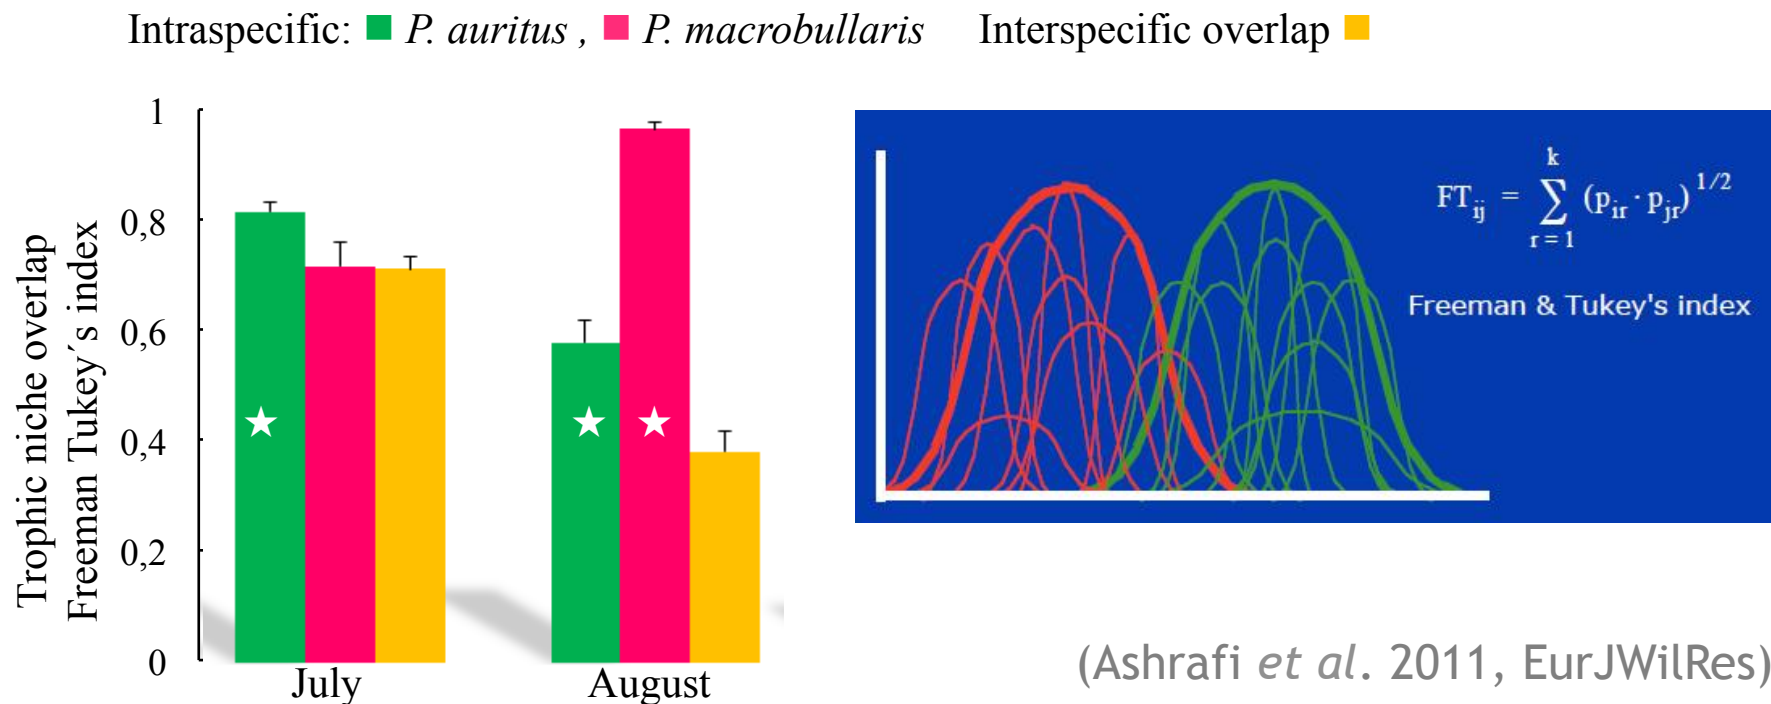 Intraspecific: P. auritus , P. macrobullaris Interspecific overlap
Trophic niche overlap
Freeman Tukey´s index
1
0,8
0,6
0,4
0,2
0
July August
k
FTij = ∑ (pir · pjr) 1/2
r = 1
Freeman & Tukey's index
(Ashrafi et al. 2011, EurJWilRes)